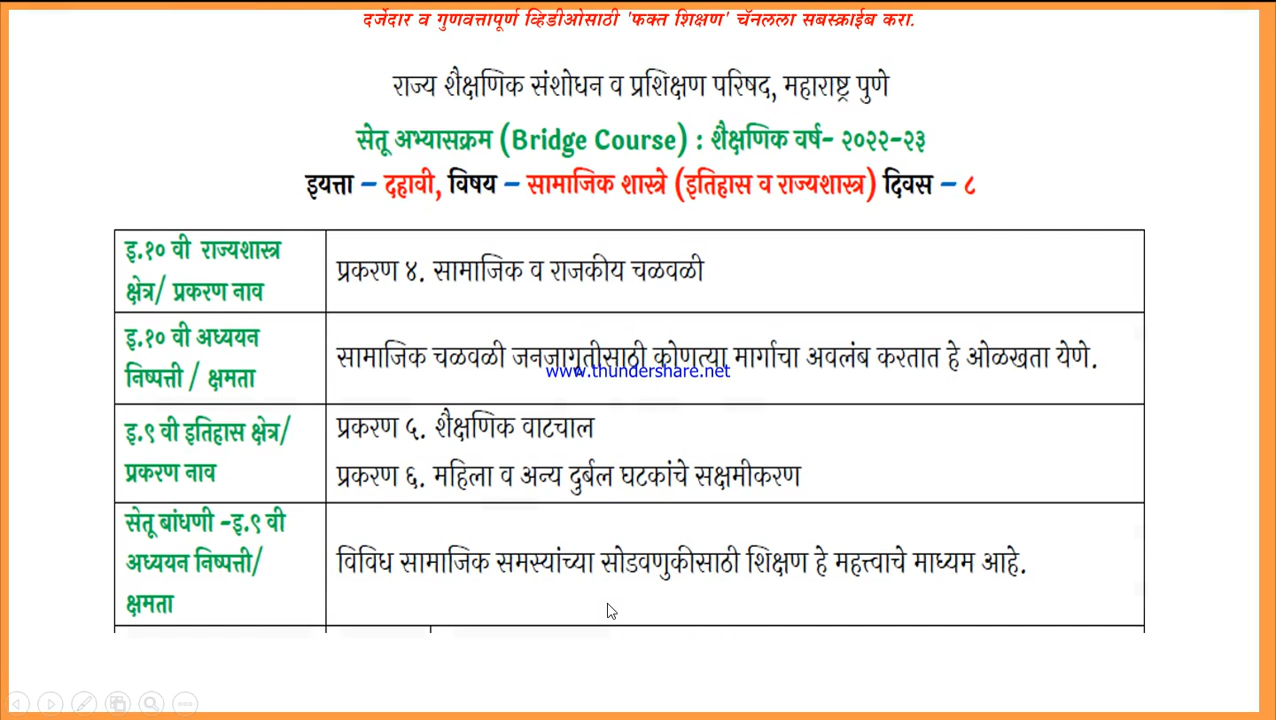 दर्जेदार व गुणवत्तापूर्ण व्हिडीओसाठी 'फक्त शिक्षण' चॅनलला सबस्क्राईब करा.
राज्य शैक्षणिक संशोधन व प्रशिक्षण परिषद, महाराष्ट्र पुणे
सेतू अभ्यासक्रम (Bridge Course) : शैक्षणिक वर्ष- २०२२-२३
इयत्ता – दहावी, विषय – सामाजिक शास्त्रे (इतिहास व राज्यशास्त्र) दिवस – ८
इ.१० वी राज्यशास्त्र
क्षेत्र/ प्रकरण नाव
प्रकरण ४. सामाजिक व राजकीय चळवळी
इ.१० वी अध्ययन
निष्पत्ती / क्षमता
सामाजिक चळवळी जनजागृतीसाठी कोणत्या मार्गाचा अवलंब करतात हे ओळखता येणे.
www.thundershare.net
इ.९ वी इतिहास क्षेत्र/
प्रकरण नाव
प्रकरण ५. शैक्षणिक वाटचाल
प्रकरण ६. महिला व अन्य दुर्बल घटकांचे सक्षमीकरण
सेतू बांधणी -इ.९ वी
अध्ययन निष्पत्ती/
क्षमता
विविध सामाजिक समस्यांच्या सोडवणुकीसाठी शिक्षण हे महत्त्वाचे माध्यम आहे.